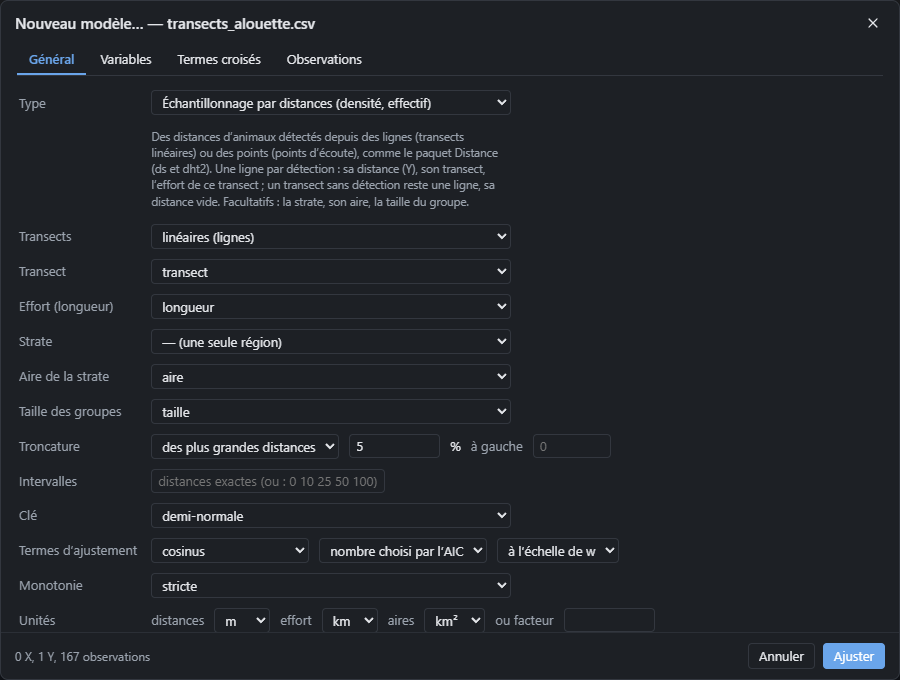 Nouveau modèle... — transects_alouette.csv
Général Variables Termes croisés Observations
Type Échantillonnage par distances (densité, effectif)
Des distances d'animaux détectés depuis des lignes (transects
linéaires) ou des points (points d'écoute), comme le paquet Distance
(ds et dht2). Une ligne par détection : sa distance (Y), son transect,
l'effort de ce transect ; un transect sans détection reste une ligne, sa
distance vide. Facultatifs : la strate, son aire, la taille du groupe.
Transects linéaires (lignes)
Transect transect
Effort (longueur) longueur
Strate — (une seule région)
Aire de la strate aire
Taille des groupes taille
Troncature des plus grandes distances 5 % à gauche 0
Intervalles distances exactes (ou : 0 10 25 50 100)
Clé demi-normale
Termes d'ajustement cosinus nombre choisi par l'AIC à l'échelle de w
Monotonie stricte
Unités distances m effort km aires km² ou facteur
0 X, 1 Y, 167 observations Annuler Ajuster